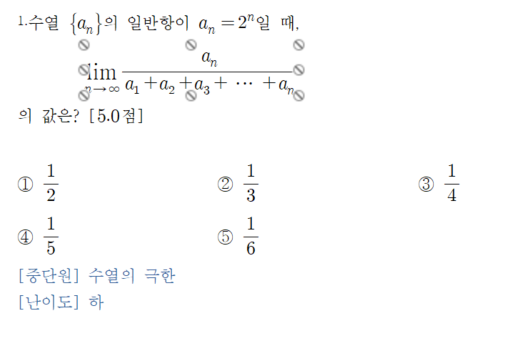 1.수열 {aₙ}의 일반항이 aₙ = 2ⁿ일 때,
lim n→∞ aₙ / (a₁ + a₂ + a₃ + ⋯ + aₙ)
의 값은? [5.0점]
① 1/2 ② 1/3 ③ 1/4
④ 1/5 ⑤ 1/6
[중단원] 수열의 극한
[난이도] 하